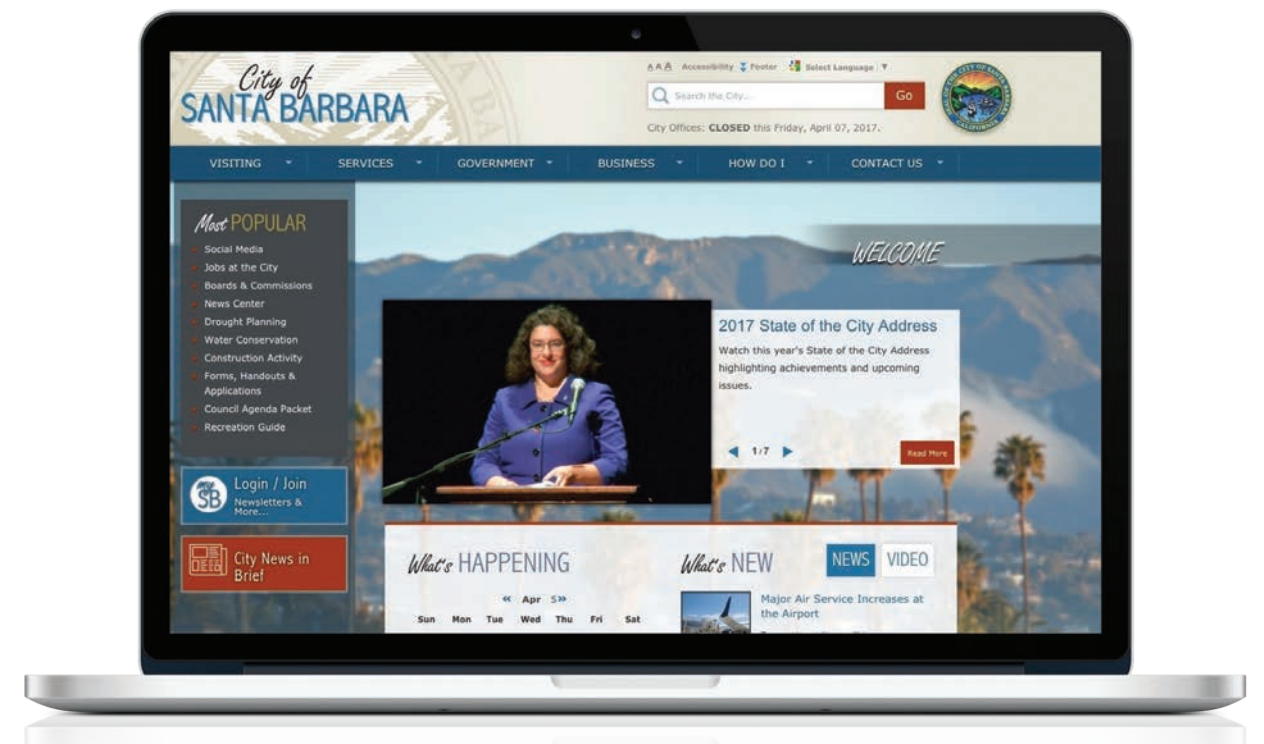 City of
SANTA BARBARA
A A A Accessibility Footer Select Language ▼
Search the City...
Go
City Offices: CLOSED this Friday, April 07, 2017.
VISITING
SERVICES
GOVERNMENT
BUSINESS
HOW DO I
CONTACT US
Most POPULAR
Social Media
Jobs at the City
Boards & Commissions
News Center
Drought Planning
Water Conservation
Construction Activity
Forms, Handouts &
Applications
Council Agenda Packet
Recreation Guide
my
SB
Login / Join
Newsletters &
More...
City News in
Brief
WELCOME
2017 State of the City Address
Watch this year's State of the City Address
highlighting achievements and upcoming
issues.
1/7
Read More
What's HAPPENING
« Apr 5»
Sun Mon Tue Wed Thu Fri Sat
What's NEW
NEWS
VIDEO
Major Air Service Increases at
the Airport